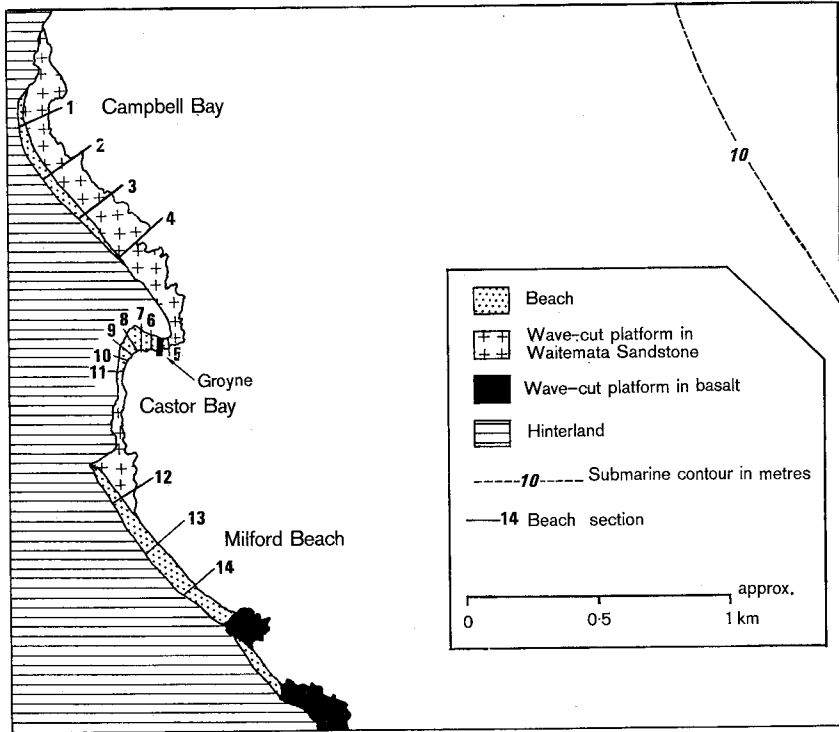 1
Campbell Bay
2
3
4
10
7
8
6
9
10
5
11
Groyne
Castor Bay
12
13
Milford Beach
14
Beach
Wave-cut platform in
Waitemata Sandstone
Wave-cut platform in basalt
Hinterland
10 Submarine contour in metres
14 Beach section
approx.
0 0·5 1 km